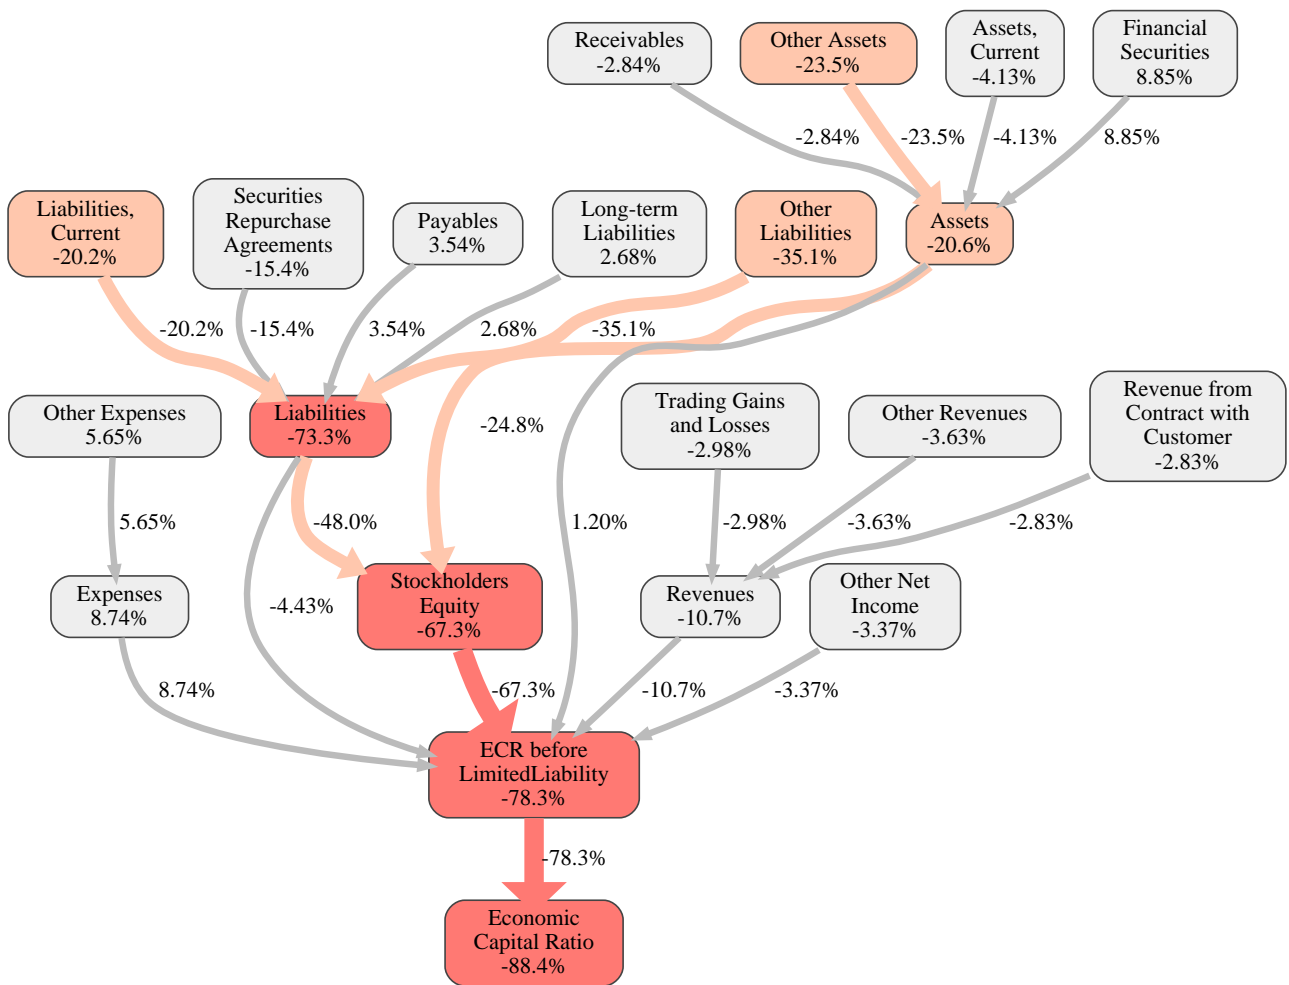 Receivables
-2.84%
Other Assets
-23.5%
Assets,
Current
-4.13%
Financial
Securities
8.85%
-2.84%
-23.5%
-4.13%
8.85%
Liabilities,
Current
-20.2%
Securities
Repurchase
Agreements
-15.4%
Payables
3.54%
Long-term
Liabilities
2.68%
Other
Liabilities
-35.1%
Assets
-20.6%
-20.2%
-15.4%
3.54%
2.68%
-35.1%
Other Expenses
5.65%
Liabilities
-73.3%
-24.8%
Trading Gains
and Losses
-2.98%
Other Revenues
-3.63%
Revenue from
Contract with
Customer
-2.83%
5.65%
-48.0%
1.20%
-2.98%
-3.63%
-2.83%
Expenses
8.74%
-4.43%
Stockholders
Equity
-67.3%
Revenues
-10.7%
Other Net
Income
-3.37%
8.74%
-67.3%
-10.7%
-3.37%
ECR before
LimitedLiability
-78.3%
-78.3%
Economic
Capital Ratio
-88.4%